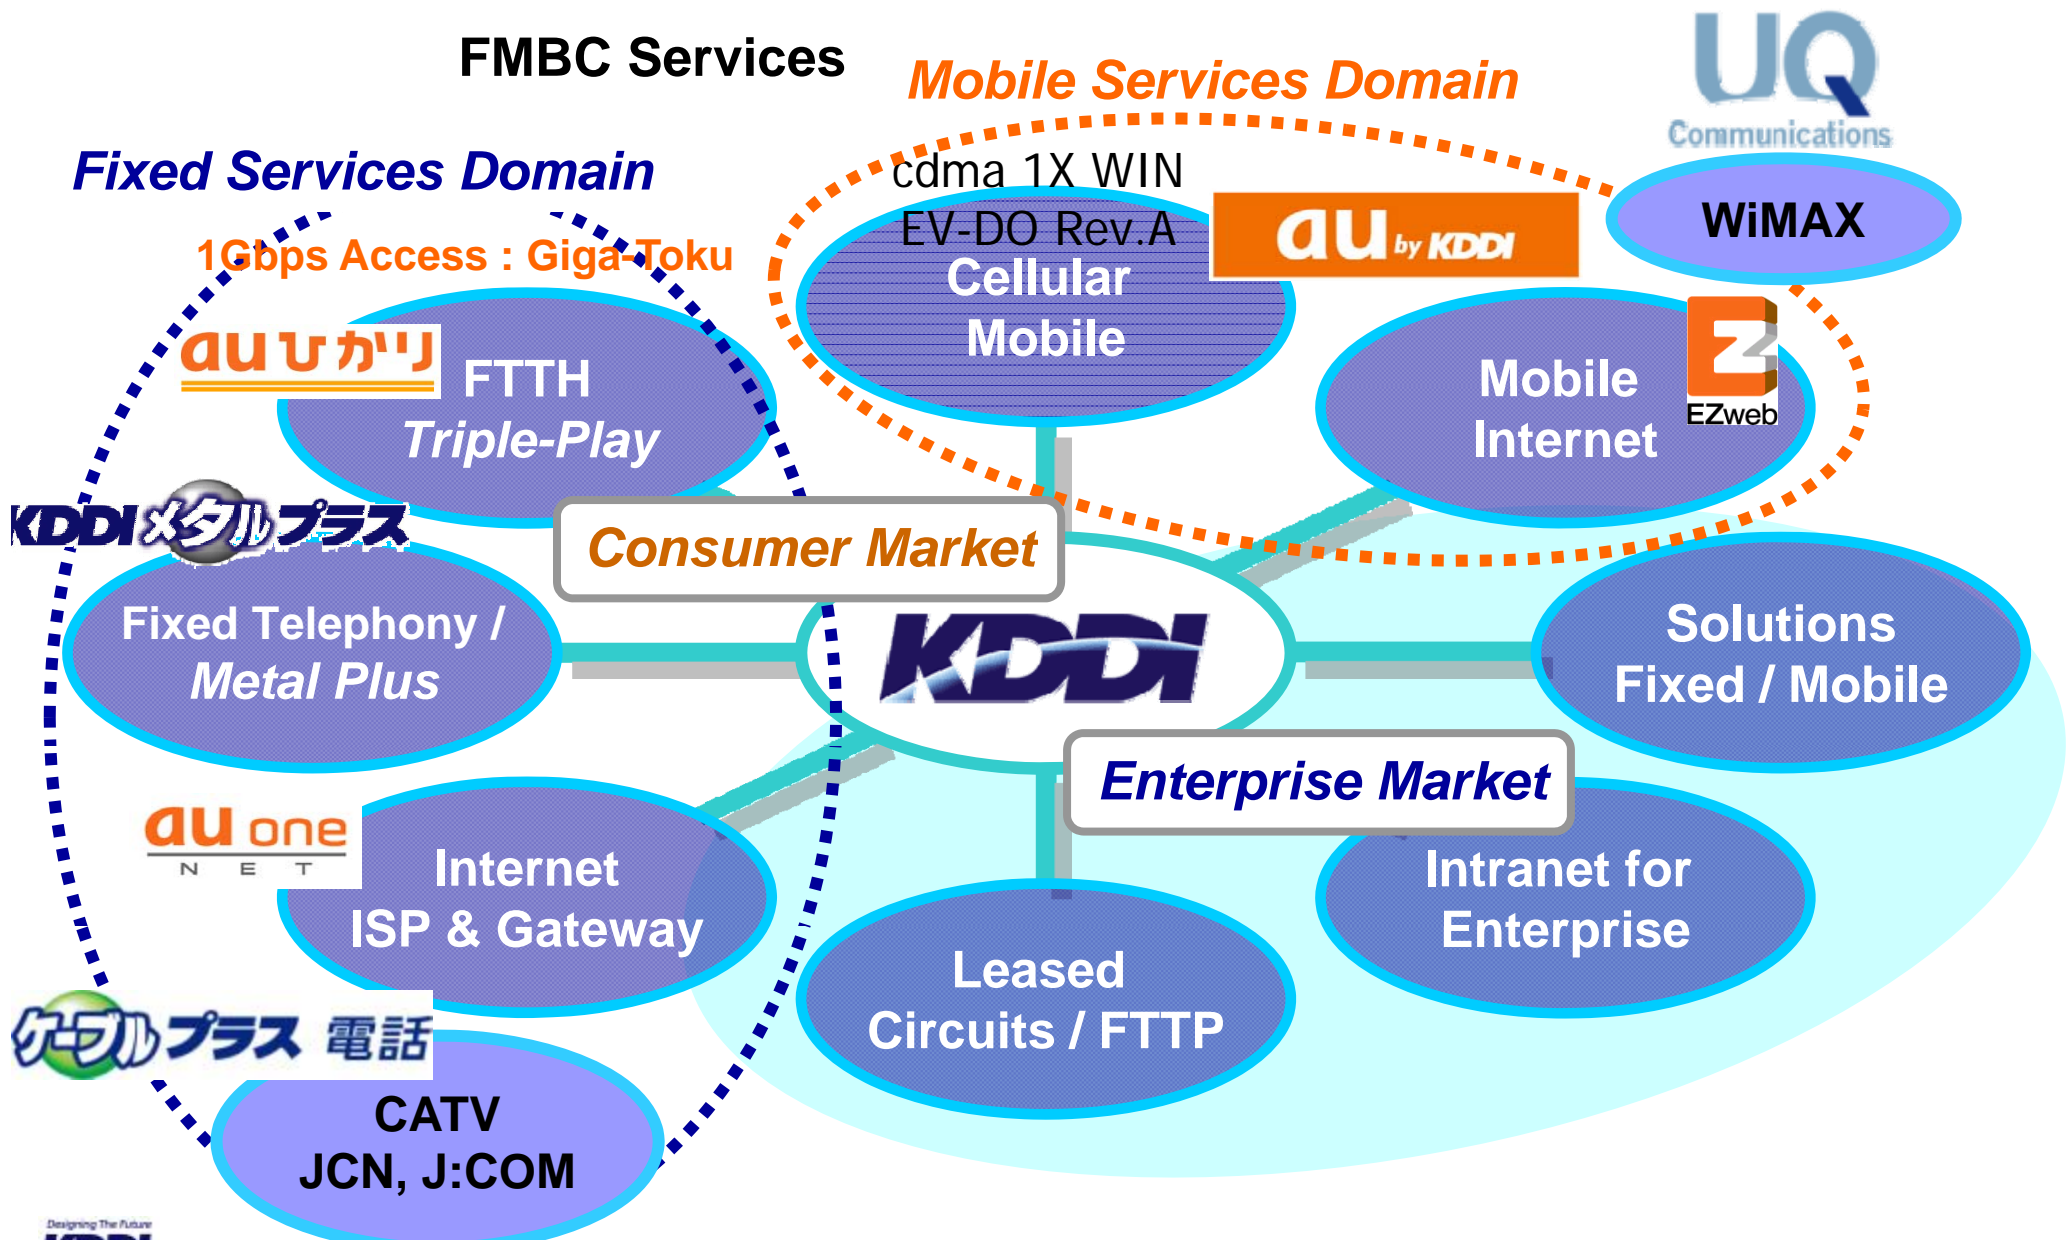 FMBC Services
Mobile Services Domain
UQ
Communications
Fixed Services Domain
cdma 1X WIN
EV-DO Rev.A
au by KDDI
WiMAX
1Gbps Access : Giga-Toku
Cellular
Mobile
auひかり
FTTH
Triple-Play
Mobile
Internet
EZweb
KDDIメタルプラス
Consumer Market
Fixed Telephony /
Metal Plus
KDDI
Solutions
Fixed / Mobile
Enterprise Market
au one
NET
Internet
ISP & Gateway
Intranet for
Enterprise
Leased
Circuits / FTTP
ケーブルプラス 電話
CATV
JCN, J:COM
Designing The Future
KDDI